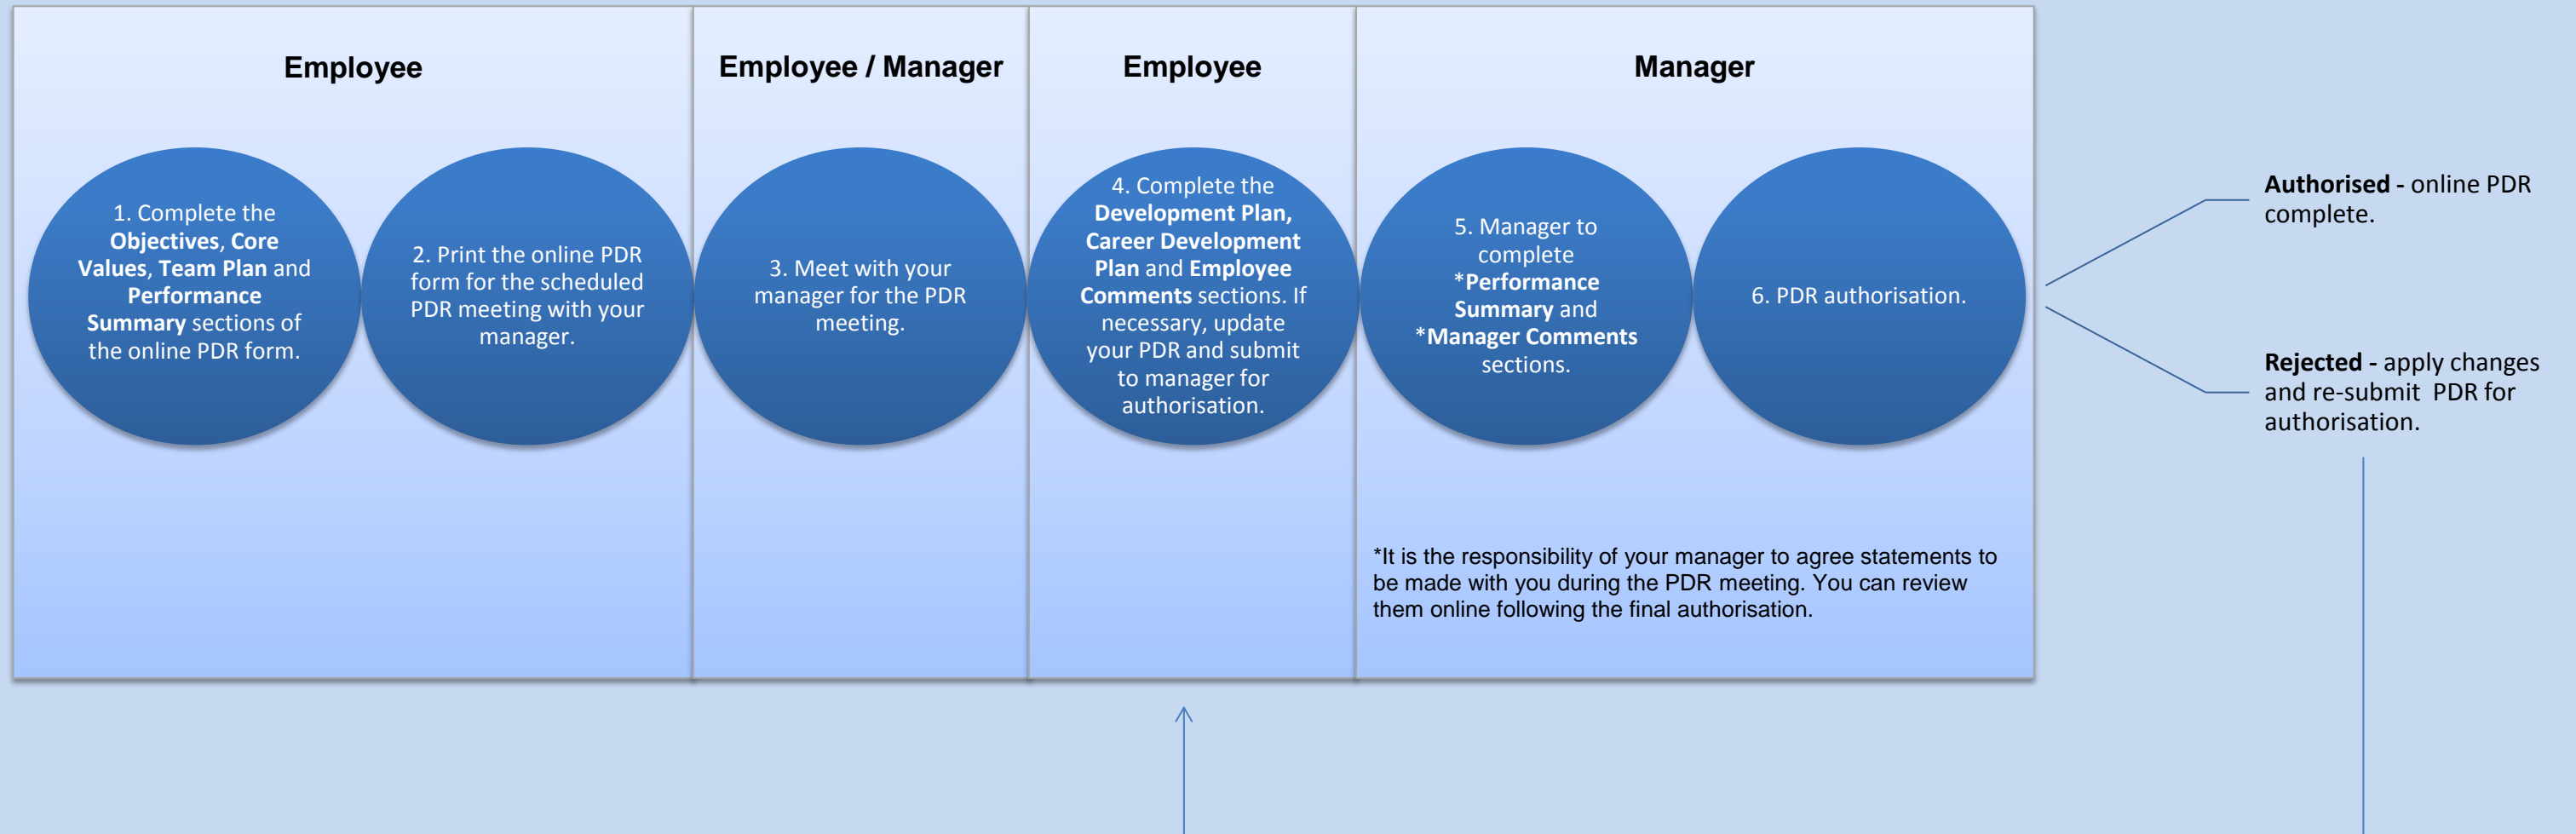 Employee
Employee / Manager
Employee
Manager
1. Complete the
Objectives, Core
Values, Team Plan and
Performance
Summary sections of
the online PDR form.
2. Print the online PDR
form for the scheduled
PDR meeting with your
manager.
3. Meet with your
manager for the PDR
meeting.
4. Complete the
Development Plan,
Career Development
Plan and Employee
Comments sections. If
necessary, update
your PDR and submit
to manager for
authorisation.
5. Manager to
complete
*Performance
Summary and
*Manager Comments
sections.
6. PDR authorisation.
*It is the responsibility of your manager to agree statements to
be made with you during the PDR meeting. You can review
them online following the final authorisation.
Authorised - online PDR
complete.
Rejected - apply changes
and re-submit PDR for
authorisation.